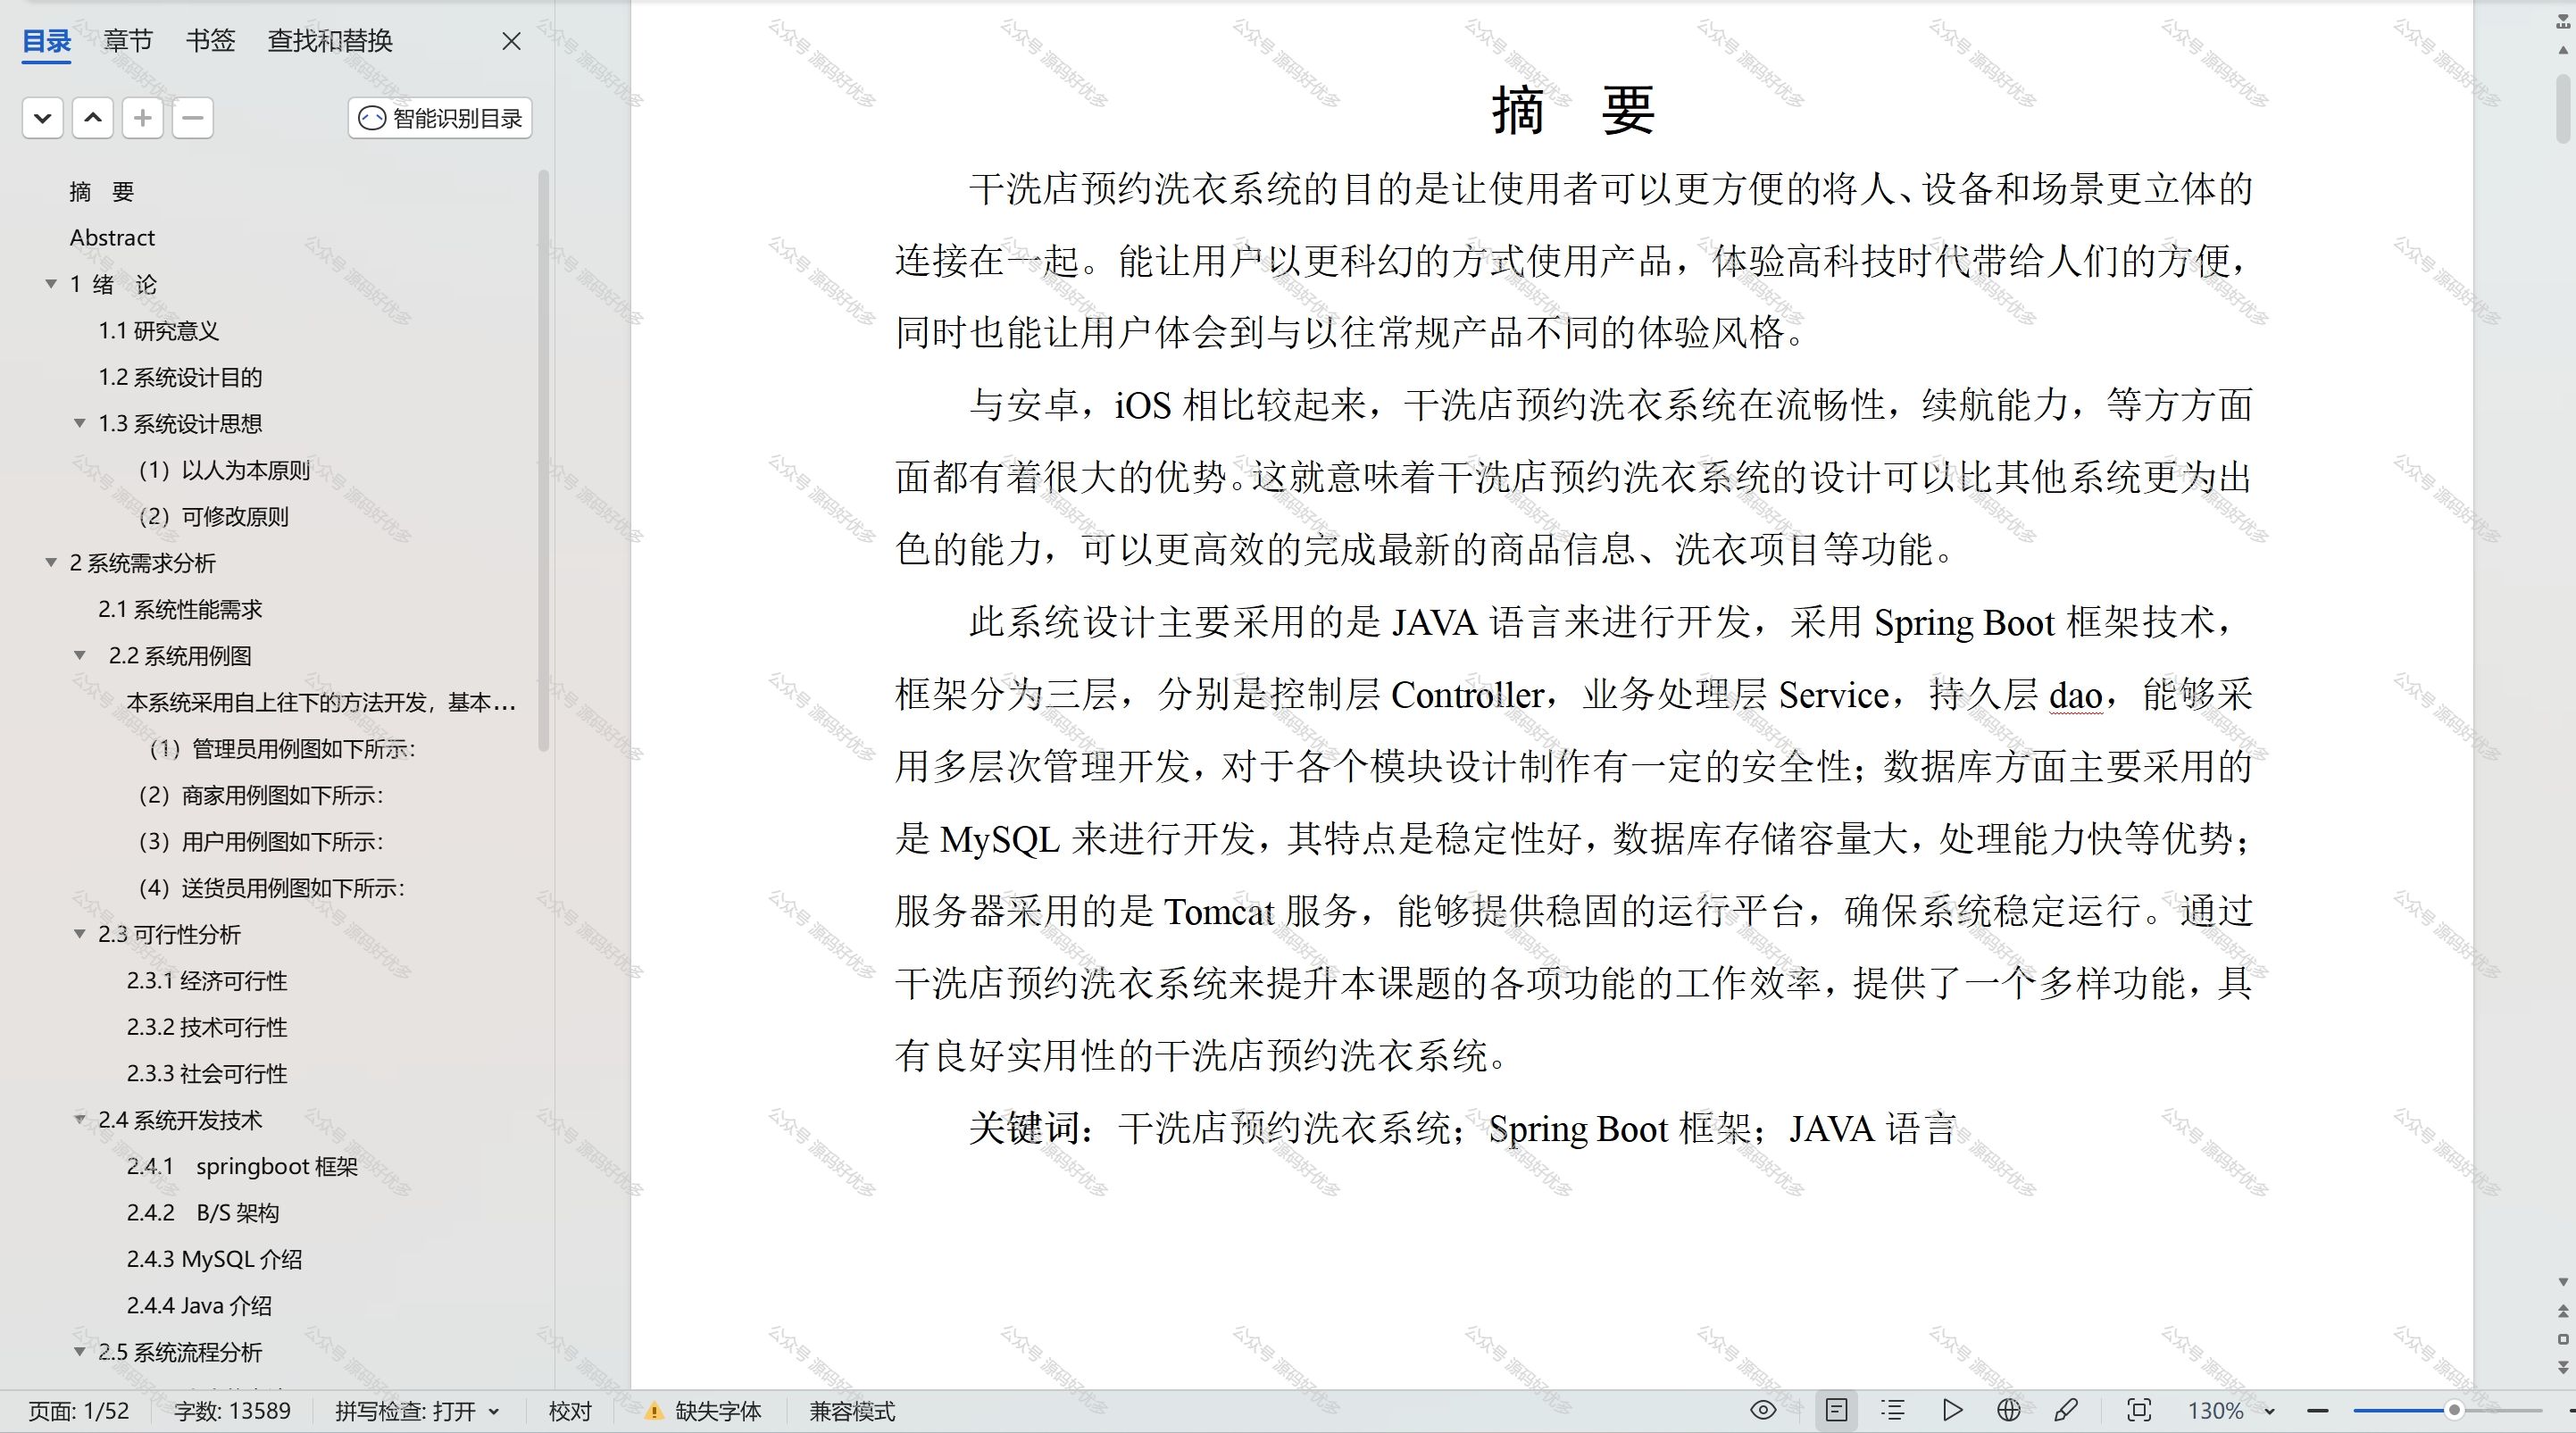 目录 章节 书签 查找和替换
智能识别目录
摘 要
Abstract
1 绪 论
1.1 研究意义
1.2 系统设计目的
1.3 系统设计思想
（1）以人为本原则
（2）可修改原则
2 系统需求分析
2.1 系统性能需求
2.2 系统用例图
本系统采用自上往下的方法开发，基本...
（1）管理员用例图如下所示：
（2）商家用例图如下所示：
（3）用户用例图如下所示：
（4）送货员用例图如下所示：
2.3 可行性分析
2.3.1 经济可行性
2.3.2 技术可行性
2.3.3 社会可行性
2.4 系统开发技术
2.4.1 springboot 框架
2.4.2 B/S 架构
2.4.3 MySQL 介绍
2.4.4 Java 介绍
2.5 系统流程分析
摘 要
干洗店预约洗衣系统的目的是让使用者可以更方便的将人、设备和场景更立体的
连接在一起。能让用户以更科幻的方式使用产品，体验高科技时代带给人们的方便，
同时也能让用户体会到与以往常规产品不同的体验风格。
与安卓，iOS 相比较起来，干洗店预约洗衣系统在流畅性，续航能力，等方方面
面都有着很大的优势。这就意味着干洗店预约洗衣系统的设计可以比其他系统更为出
色的能力，可以更高效的完成最新的商品信息、洗衣项目等功能。
此系统设计主要采用的是 JAVA 语言来进行开发，采用 Spring Boot 框架技术，
框架分为三层，分别是控制层 Controller，业务处理层 Service，持久层 dao，能够采
用多层次管理开发，对于各个模块设计制作有一定的安全性；数据库方面主要采用的
是 MySQL 来进行开发，其特点是稳定性好，数据库存储容量大，处理能力快等优势；
服务器采用的是 Tomcat 服务，能够提供稳固的运行平台，确保系统稳定运行。通过
干洗店预约洗衣系统来提升本课题的各项功能的工作效率，提供了一个多样功能，具
有良好实用性的干洗店预约洗衣系统。
关键词：干洗店预约洗衣系统；Spring Boot 框架；JAVA 语言
公众号 源码好优多
页面: 1/52 字数: 13589 拼写检查: 打开 校对 缺失字体 兼容模式 130%